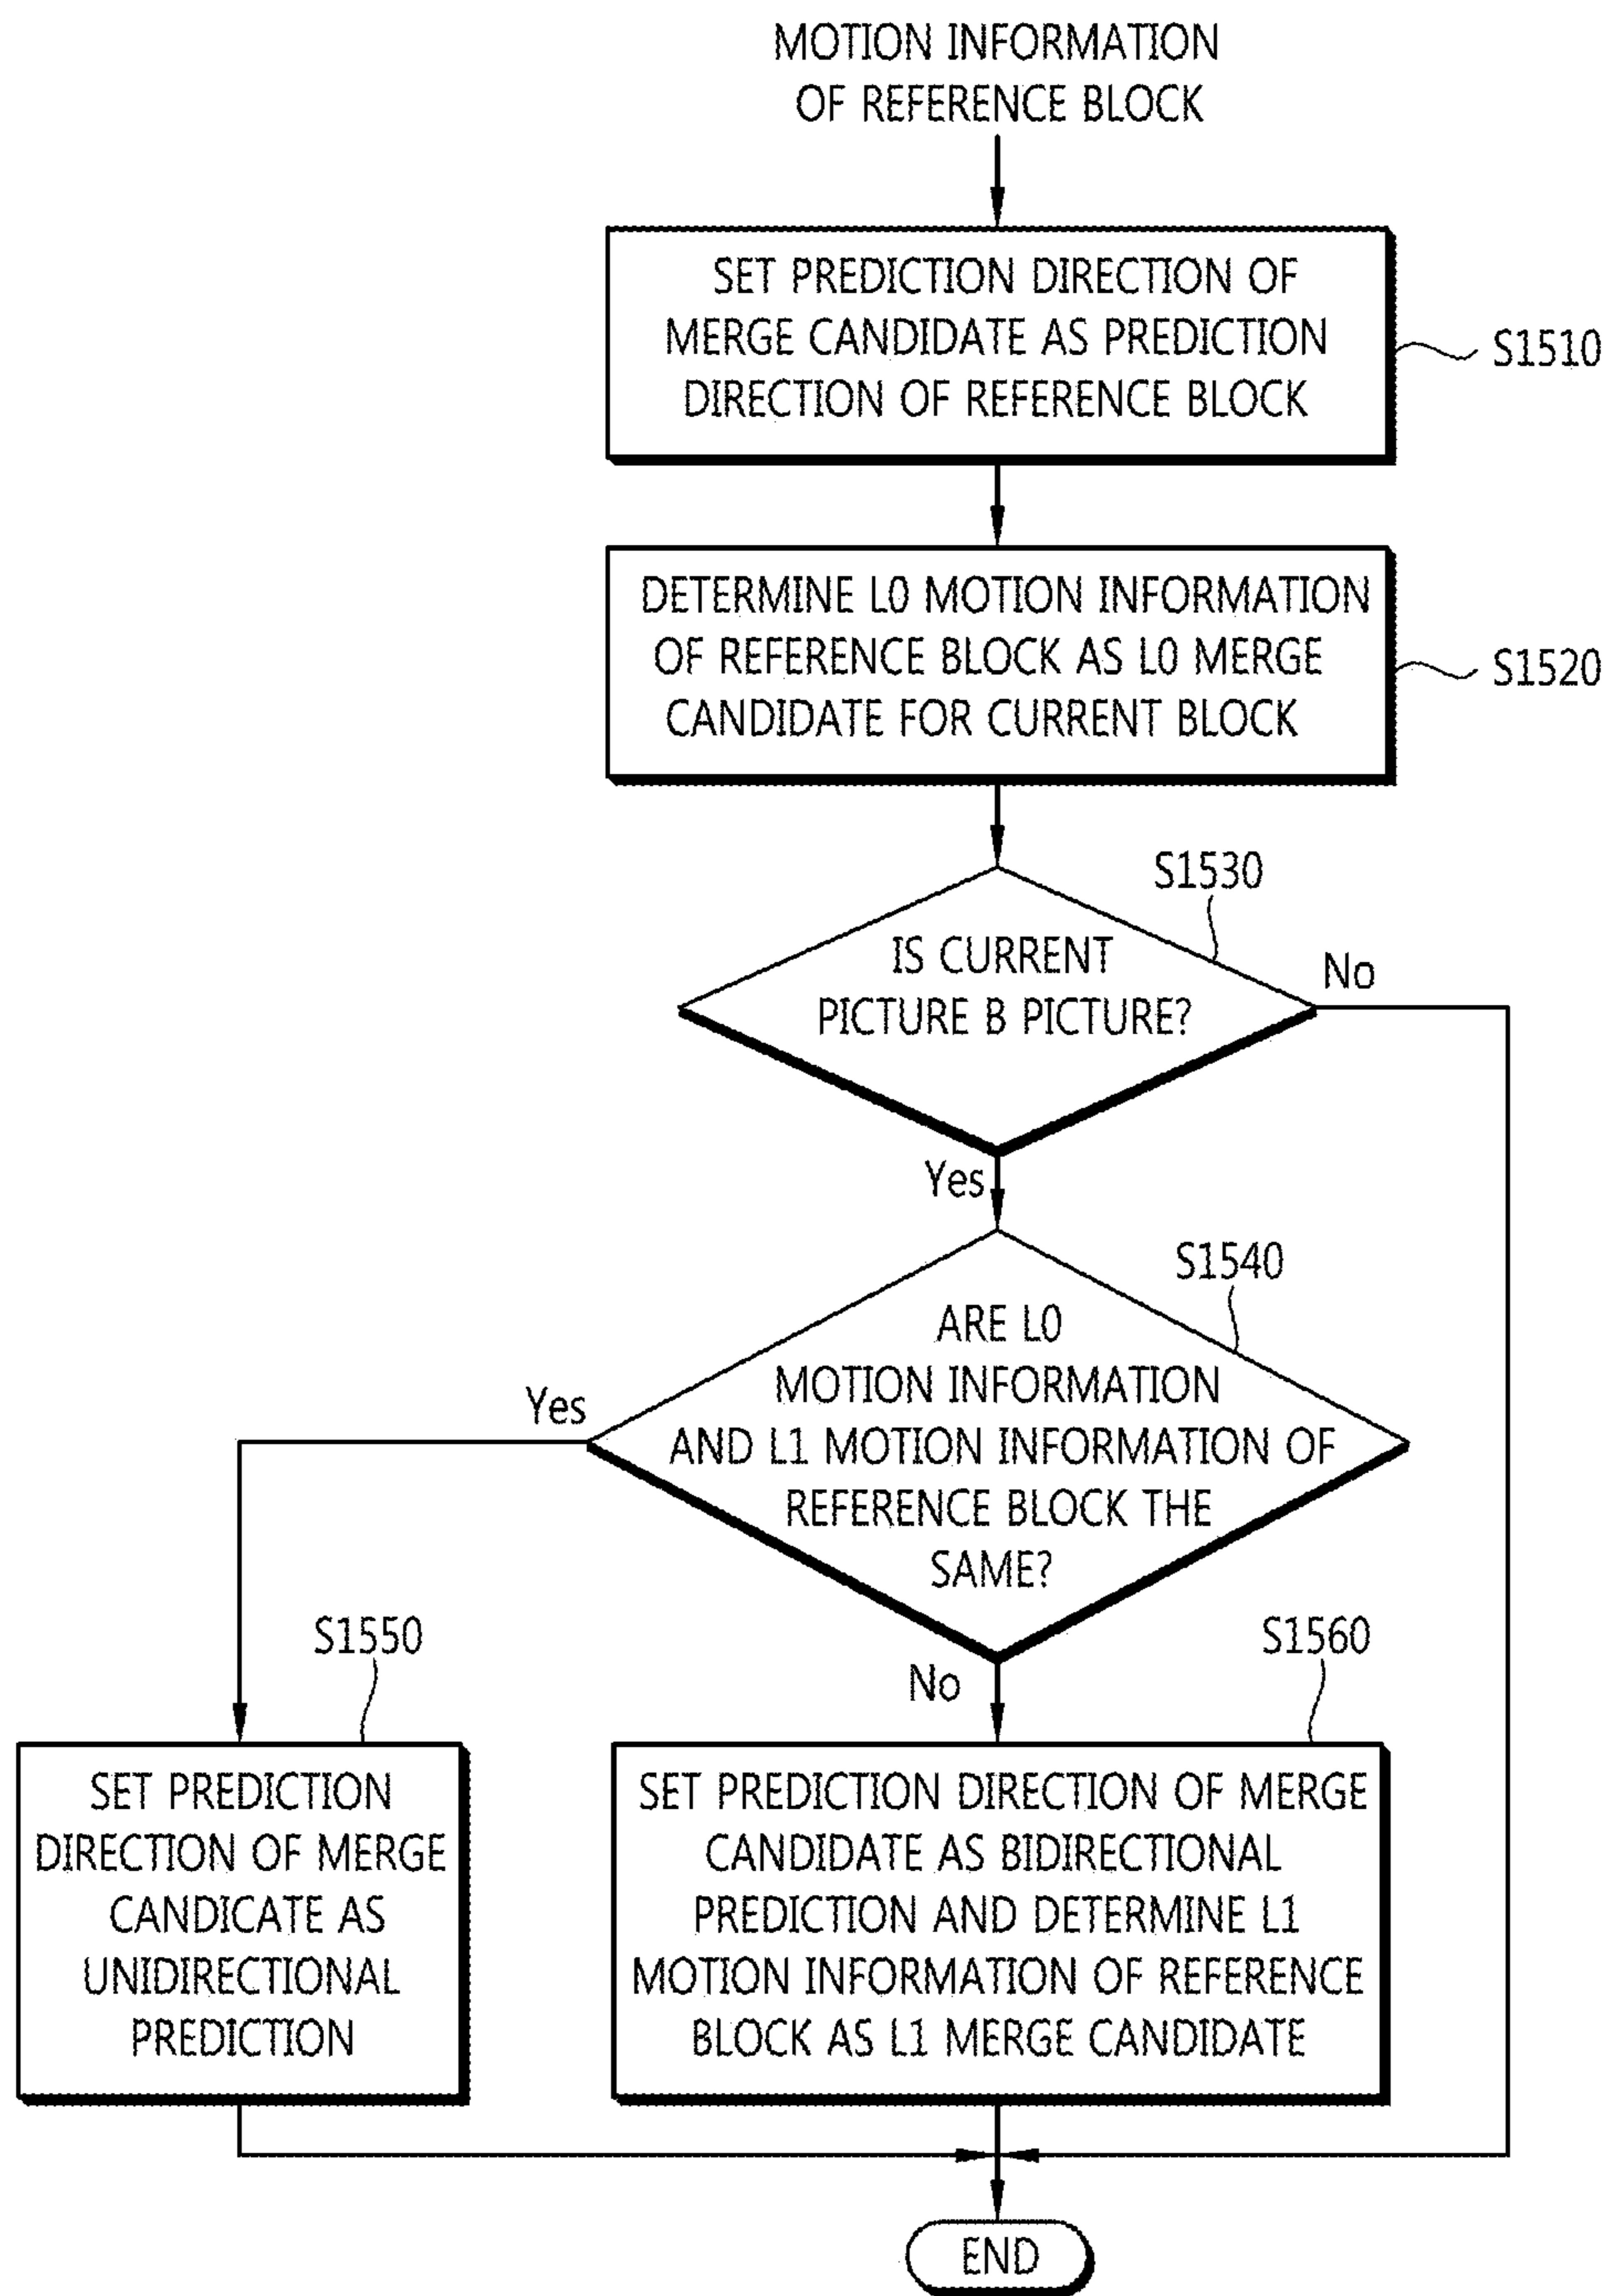 MOTION INFORMATION
OF REFERENCE BLOCK
SET PREDICTION DIRECTION OF
MERGE CANDIDATE AS PREDICTION
DIRECTION OF REFERENCE BLOCK
S1510
DETERMINE L0 MOTION INFORMATION
OF REFERENCE BLOCK AS L0 MERGE
CANDIDATE FOR CURRENT BLOCK
S1520
S1530
IS CURRENT
PICTURE B PICTURE?
No
Yes
S1540
ARE L0
MOTION INFORMATION
AND L1 MOTION INFORMATION OF
REFERENCE BLOCK THE
SAME?
Yes
No
S1550
SET PREDICTION
DIRECTION OF MERGE
CANDICATE AS
UNIDIRECTIONAL
PREDICTION
S1560
SET PREDICTION DIRECTION OF MERGE
CANDIDATE AS BIDIRECTIONAL
PREDICTION AND DETERMINE L1
MOTION INFORMATION OF REFERENCE
BLOCK AS L1 MERGE CANDIDATE
END